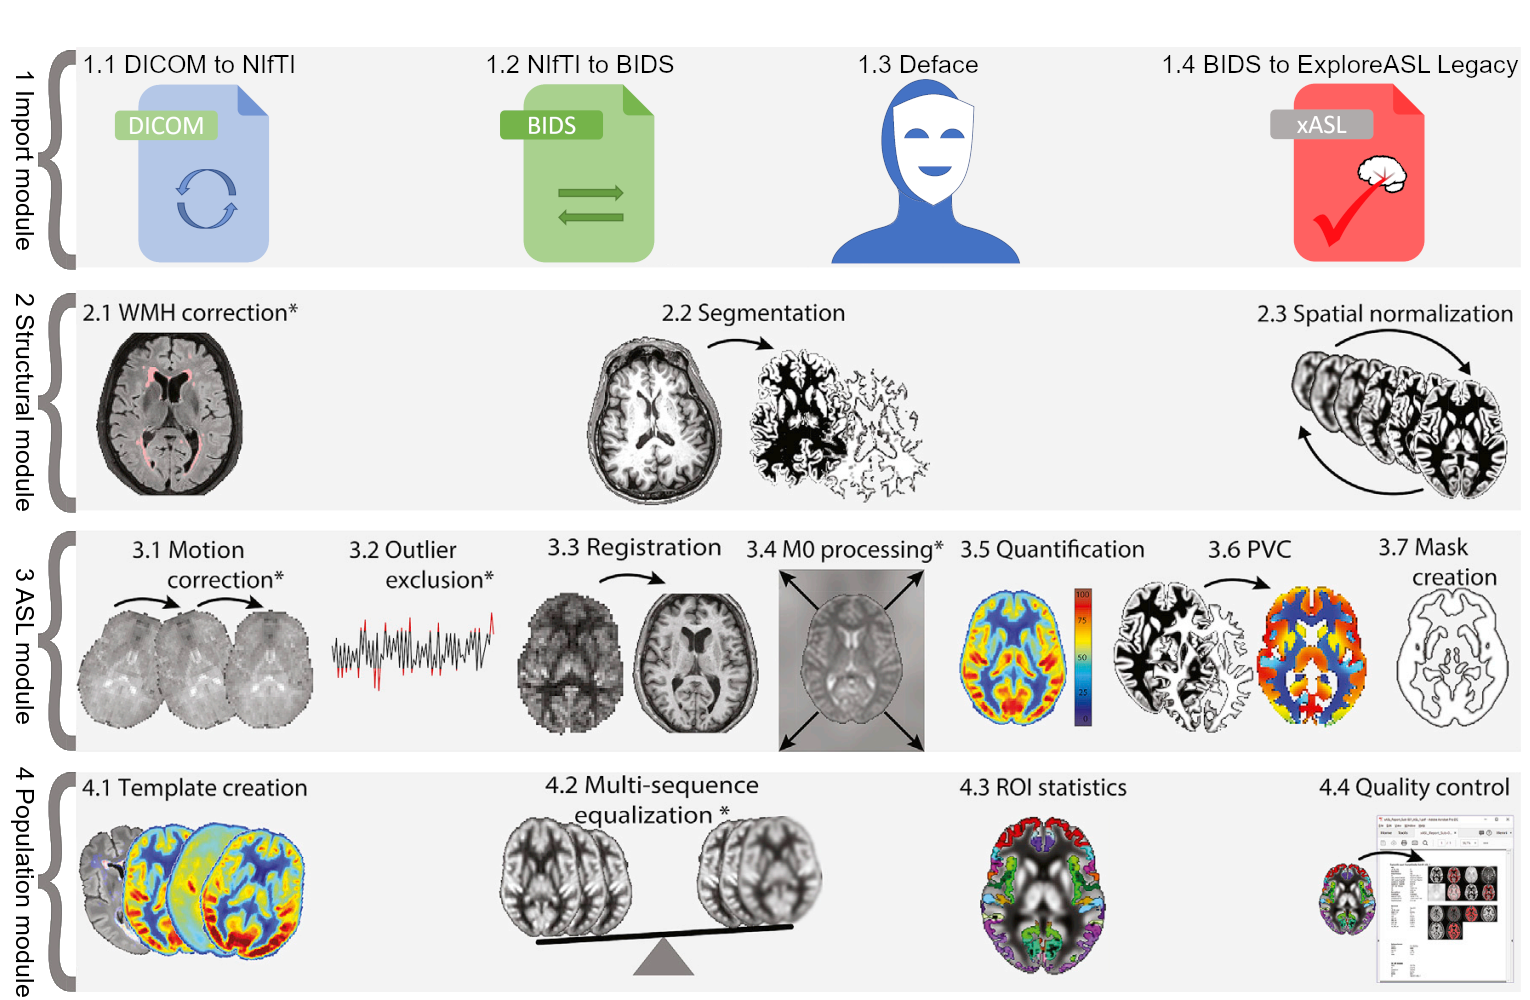 1 Import module
1.1 DICOM to NIfTI
1.2 NIfTI to BIDS
1.3 Deface
1.4 BIDS to ExploreASL Legacy
DICOM
BIDS
xASL
2 Structural module
2.1 WMH correction*
2.2 Segmentation
2.3 Spatial normalization
3 ASL module
3.1 Motion
correction*
3.2 Outlier
exclusion*
3.3 Registration
3.4 M0 processing*
3.5 Quantification
100
75
50
25
0
3.6 PVC
3.7 Mask
creation
4 Population module
4.1 Template creation
4.2 Multi-sequence
equalization *
4.3 ROI statistics
4.4 Quality control